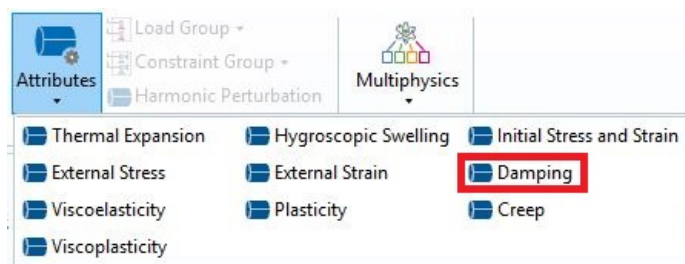 Load Group
Constraint Group
Attributes
Harmonic Perturbation
Multiphysics
Thermal Expansion Hygroscopic Swelling Initial Stress and Strain
External Stress External Strain Damping
Viscoelasticity Plasticity Creep
Viscoplasticity